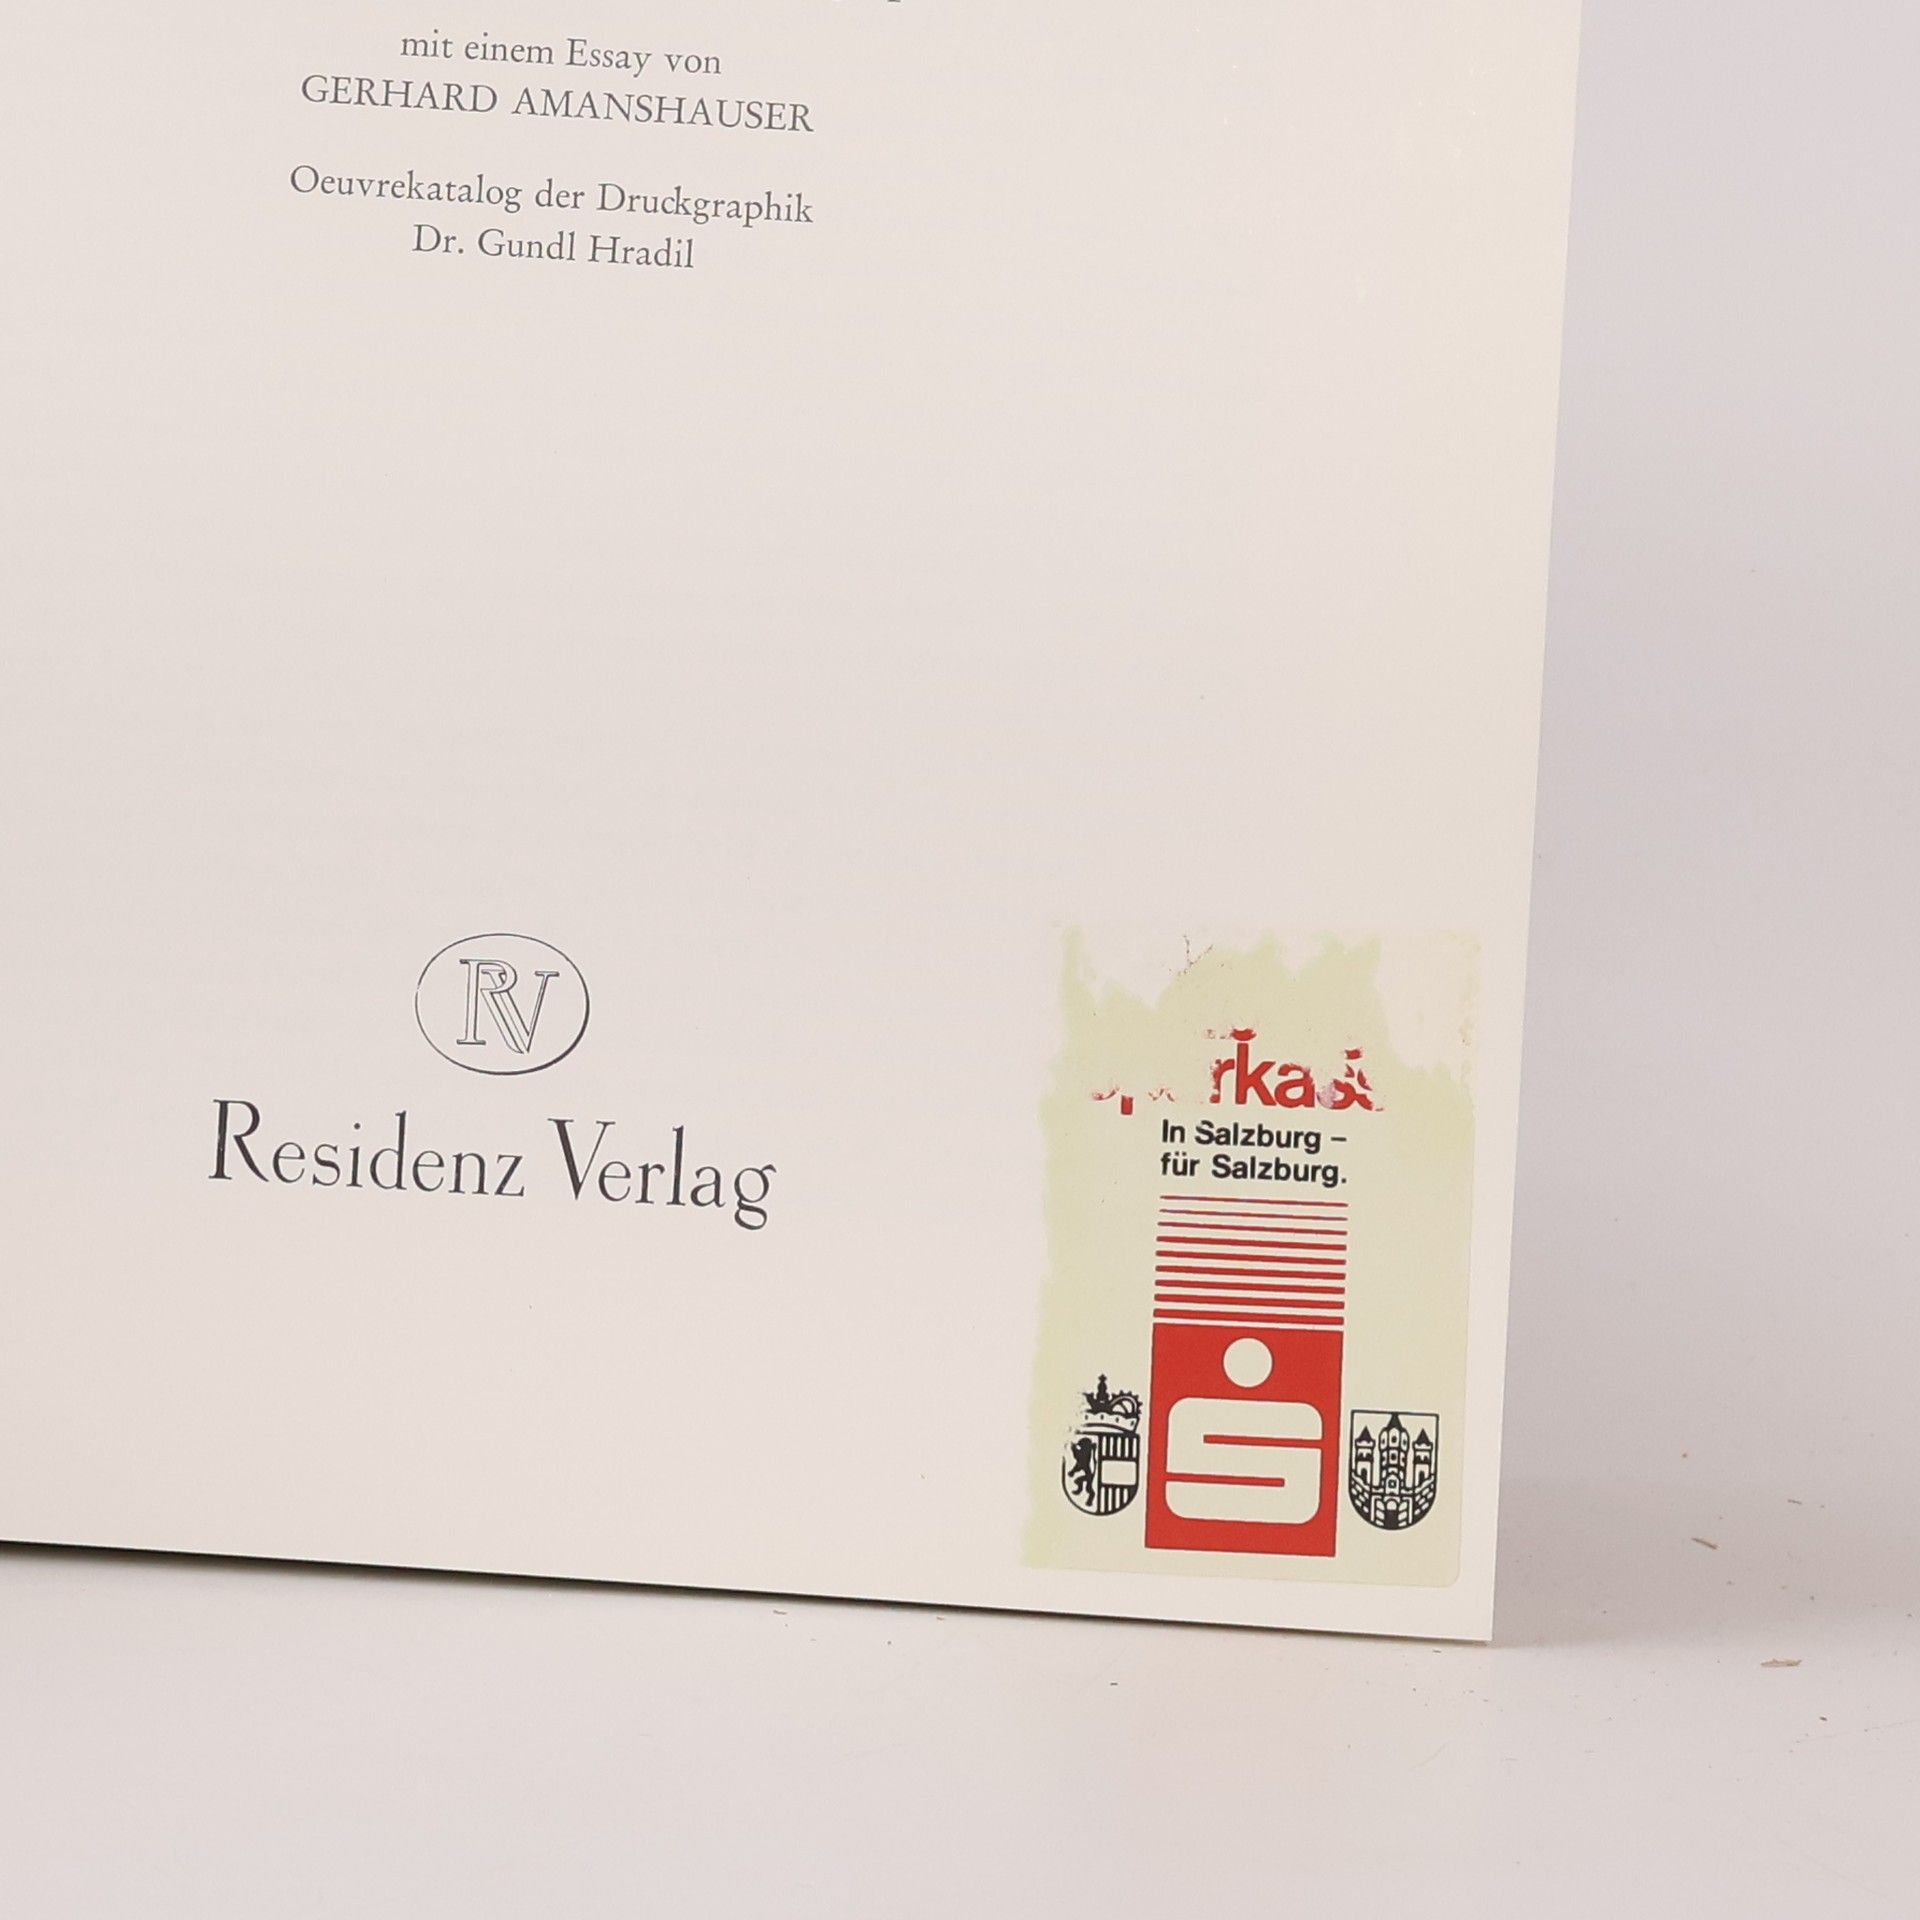 mit einem Essay von
GERHARD AMANSHAUSER
Oeuvrekatalog der Druckgraphik
Dr. Gundl Hradil
RV
Residenz Verlag
In Salzburg –
für Salzburg.
S